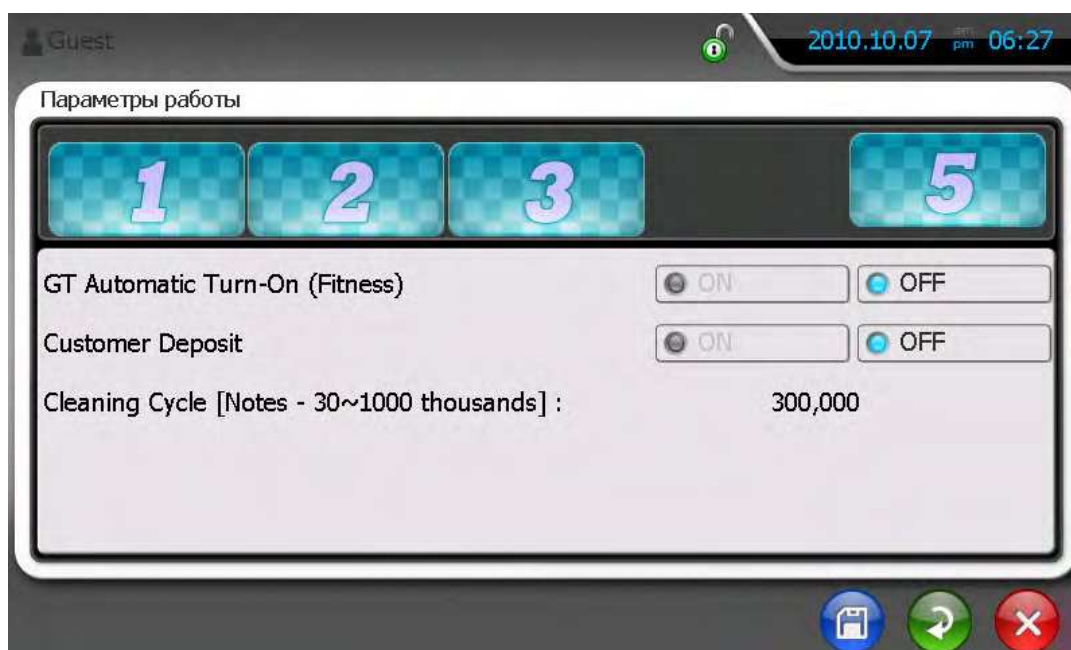 Guest
2010.10.07 am pm 06:27
Параметры работы
1 2 3 5
GT Automatic Turn-On (Fitness) ON OFF
Customer Deposit ON OFF
Cleaning Cycle [Notes - 30~1000 thousands] : 300,000